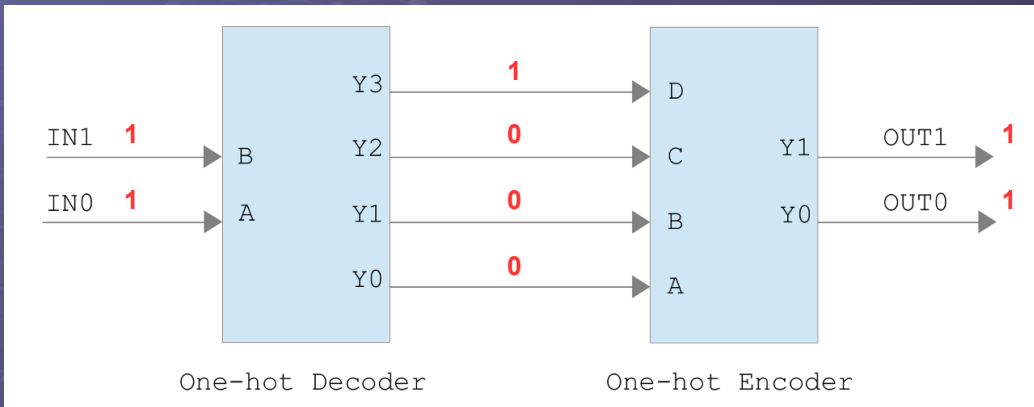 Y3 1 D
IN1 1 B Y2 0 C Y1 OUT1 1
IN0 1 A Y1 0 B Y0 OUT0 1
Y0 0 A
One-hot Decoder One-hot Encoder